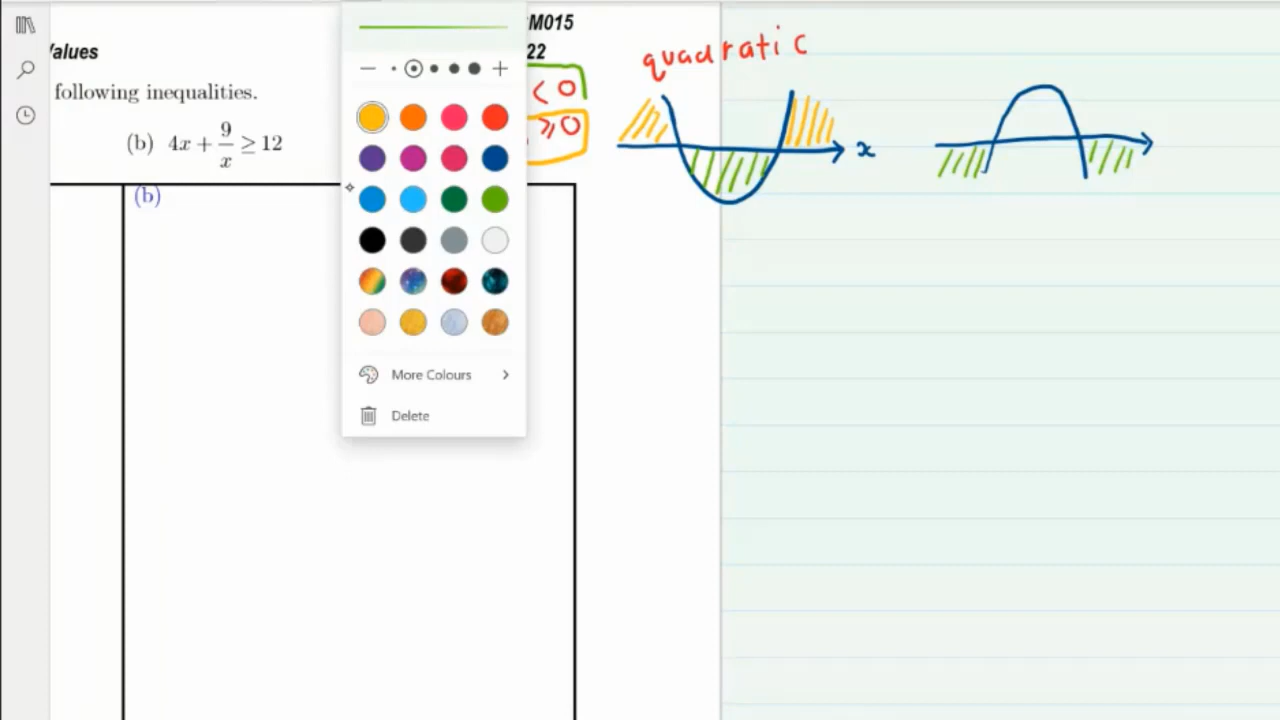 M015
Values
22
quadratic
< 0
following inequalities.
≥ 0
(b) 4x + 9/x ≥ 12
x
(b)
More Colours
Delete